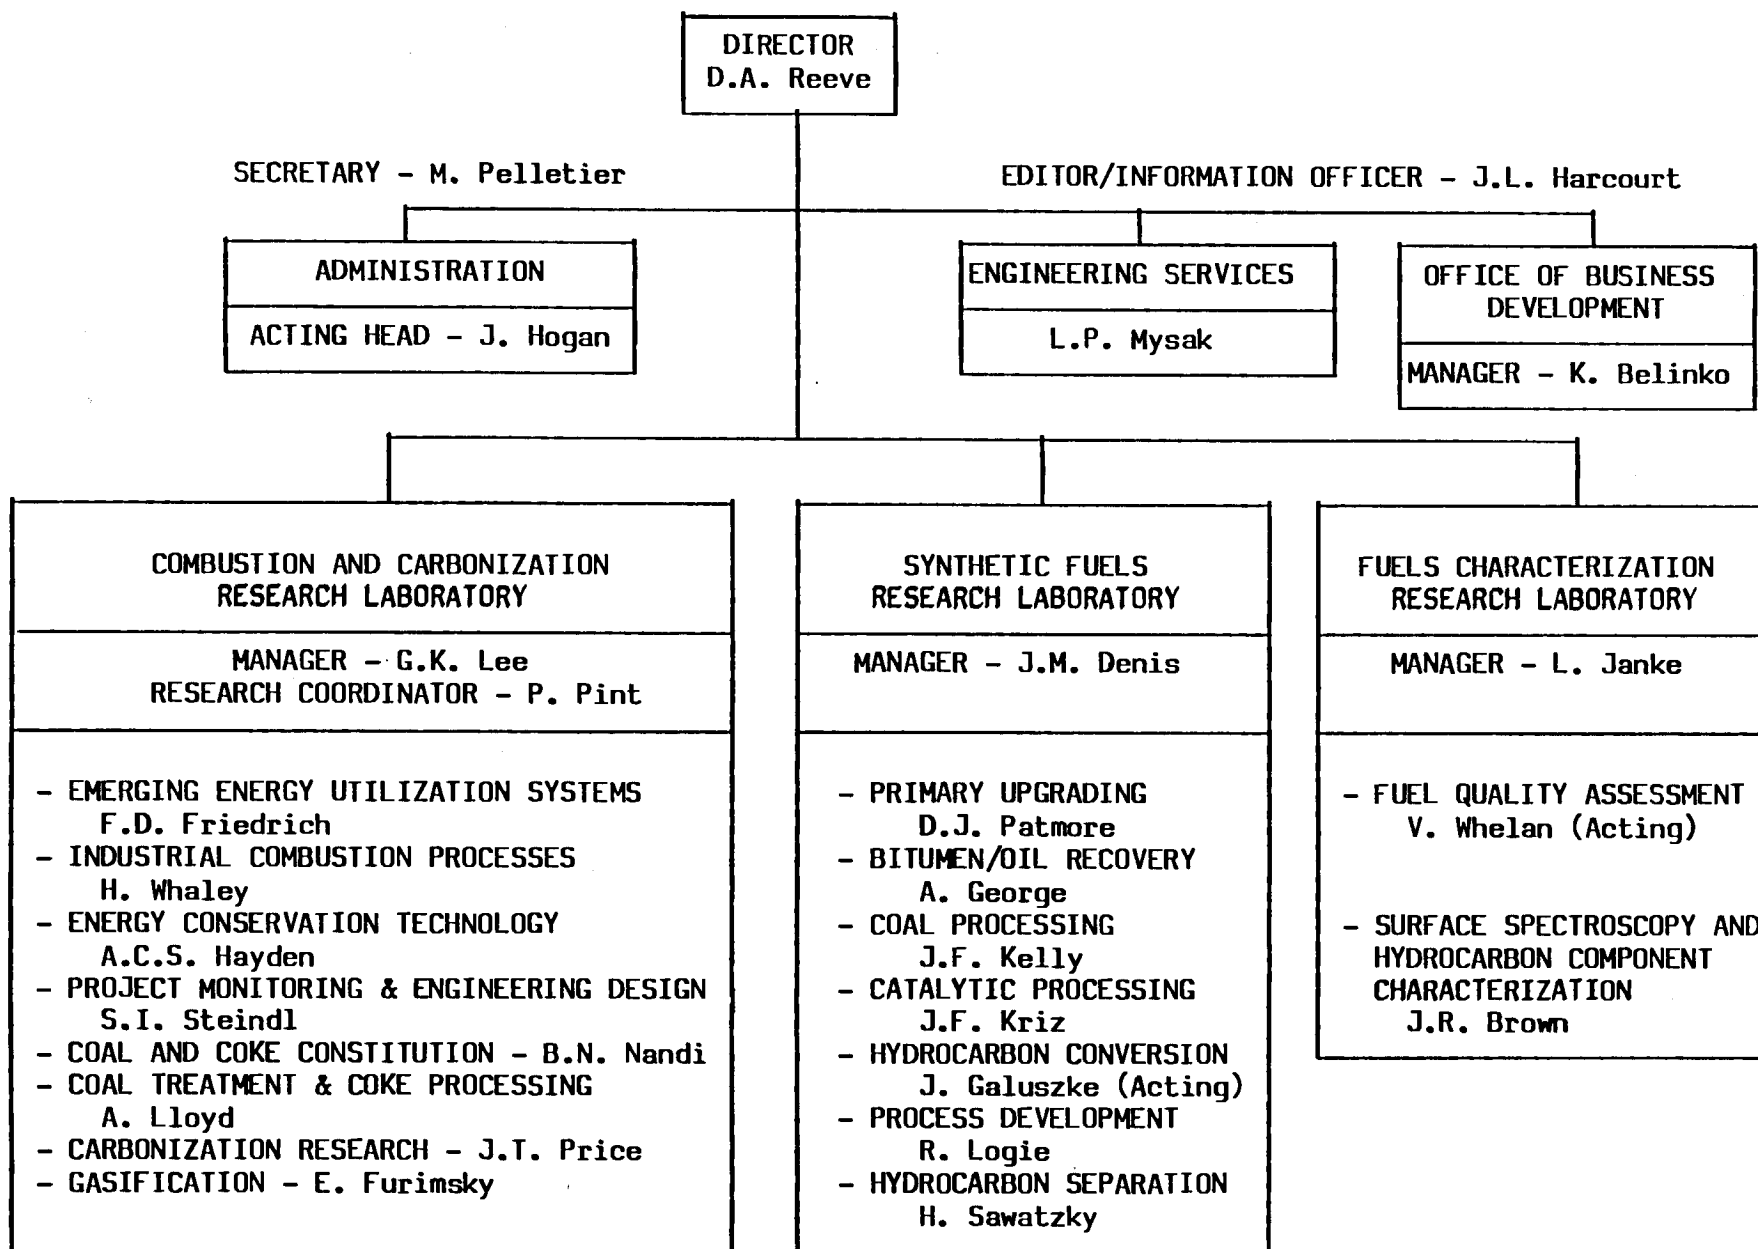 DIRECTOR
D.A. Reeve
SECRETARY - M. Pelletier
EDITOR/INFORMATION OFFICER - J.L. Harcourt
ADMINISTRATION
ACTING HEAD - J. Hogan
ENGINEERING SERVICES
L.P. Mysak
OFFICE OF BUSINESS
DEVELOPMENT
MANAGER - K. Belinko
COMBUSTION AND CARBONIZATION
RESEARCH LABORATORY
MANAGER - G.K. Lee
RESEARCH COORDINATOR - P. Pint
- EMERGING ENERGY UTILIZATION SYSTEMS
F.D. Friedrich
- INDUSTRIAL COMBUSTION PROCESSES
H. Whaley
- ENERGY CONSERVATION TECHNOLOGY
A.C.S. Hayden
- PROJECT MONITORING & ENGINEERING DESIGN
S.I. Steindl
- COAL AND COKE CONSTITUTION - B.N. Nandi
- COAL TREATMENT & COKE PROCESSING
A. Lloyd
- CARBONIZATION RESEARCH - J.T. Price
- GASIFICATION - E. Furimsky
SYNTHETIC FUELS
RESEARCH LABORATORY
MANAGER - J.M. Denis
- PRIMARY UPGRADING
D.J. Patmore
- BITUMEN/OIL RECOVERY
A. George
- COAL PROCESSING
J.F. Kelly
- CATALYTIC PROCESSING
J.F. Kriz
- HYDROCARBON CONVERSION
J. Galuszke (Acting)
- PROCESS DEVELOPMENT
R. Logie
- HYDROCARBON SEPARATION
H. Sawatzky
FUELS CHARACTERIZATION
RESEARCH LABORATORY
MANAGER - L. Janke
- FUEL QUALITY ASSESSMENT
V. Whelan (Acting)
- SURFACE SPECTROSCOPY AND
HYDROCARBON COMPONENT
CHARACTERIZATION
J.R. Brown